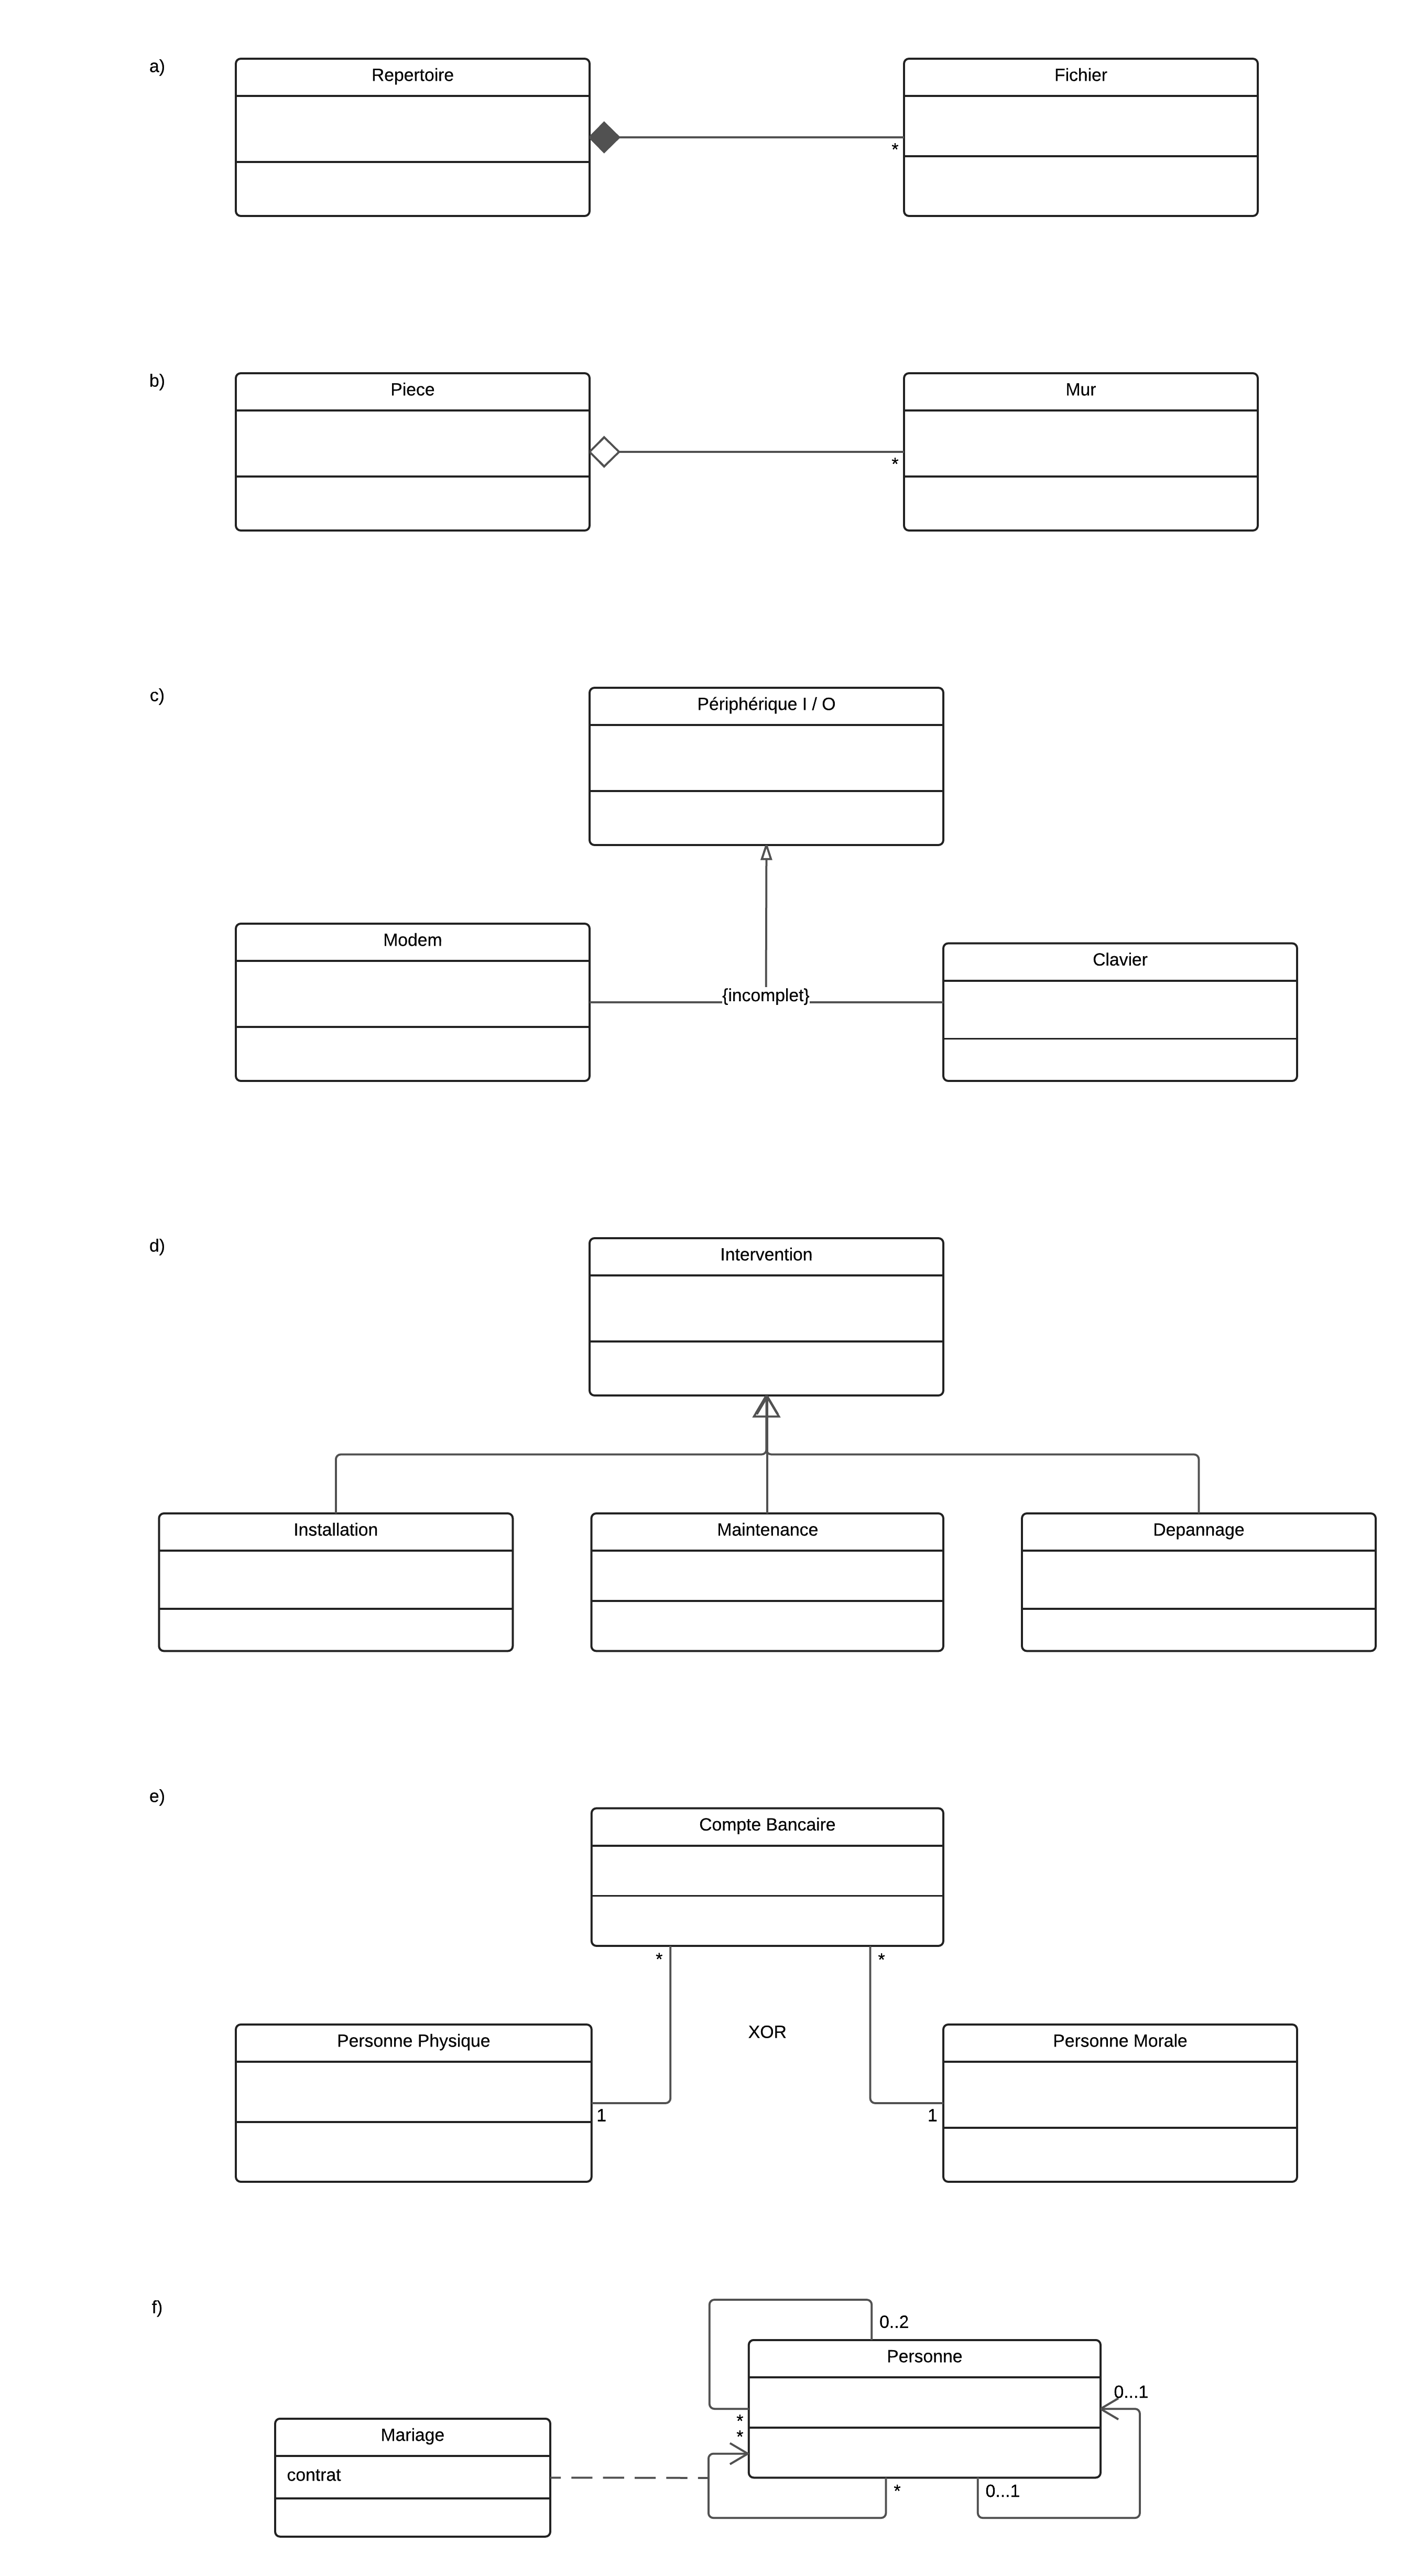 a)
Repertoire
Fichier
*
b)
Piece
Mur
*
c)
Périphérique I / O
Modem
Clavier
{incomplet}
d)
Intervention
Installation
Maintenance
Depannage
e)
Compte Bancaire
*
*
Personne Physique
XOR
Personne Morale
1
1
f)
0..2
Personne
0...1
*
*
Mariage
contrat
*
0...1